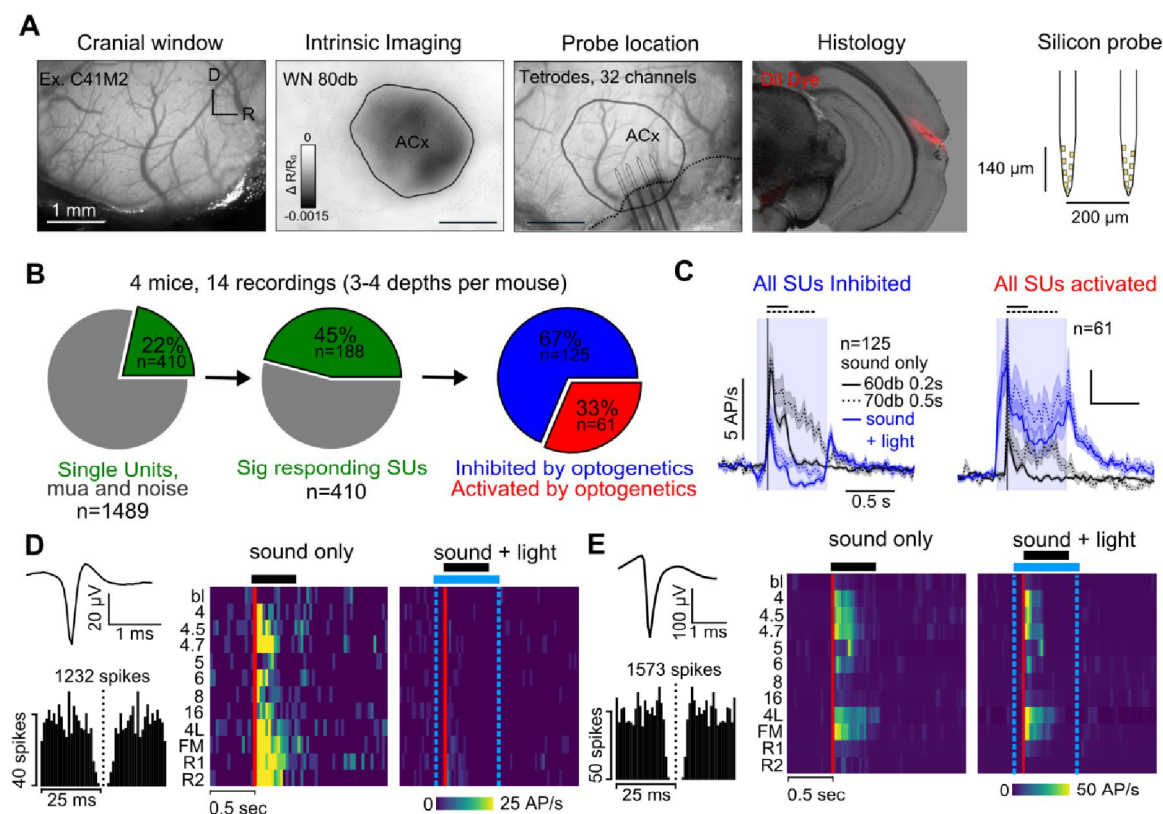 A
Cranial window
Intrinsic Imaging
Probe location
Histology
Silicon probe
Ex. C41M2
D
R
1 mm
WN 80db
ACx
0
Δ R/R₀
-0.0015
Tetrodes, 32 channels
ACx
DiI Dye
140 µm
200 µm
B
4 mice, 14 recordings (3-4 depths per mouse)
22%
n=410
45%
n=188
67%
n=125
33%
n=61
Single Units,
mua and noise
n=1489
Sig responding SUs
n=410
Inhibited by optogenetics
Activated by optogenetics
C
All SUs Inhibited
All SUs activated
n=125
sound only
60db 0.2s
70db 0.5s
sound
+ light
5 AP/s
0.5 s
n=61
D
20 µV
1 ms
1232 spikes
40 spikes
25 ms
sound only
sound + light
bl
4
4.5
4.7
5
6
8
16
4L
FM
R1
R2
0.5 sec
0
25 AP/s
E
100 µV
1 ms
1573 spikes
50 spikes
25 ms
sound only
sound + light
bl
4
4.5
4.7
5
6
8
16
4L
FM
R1
R2
0.5 sec
0
50 AP/s